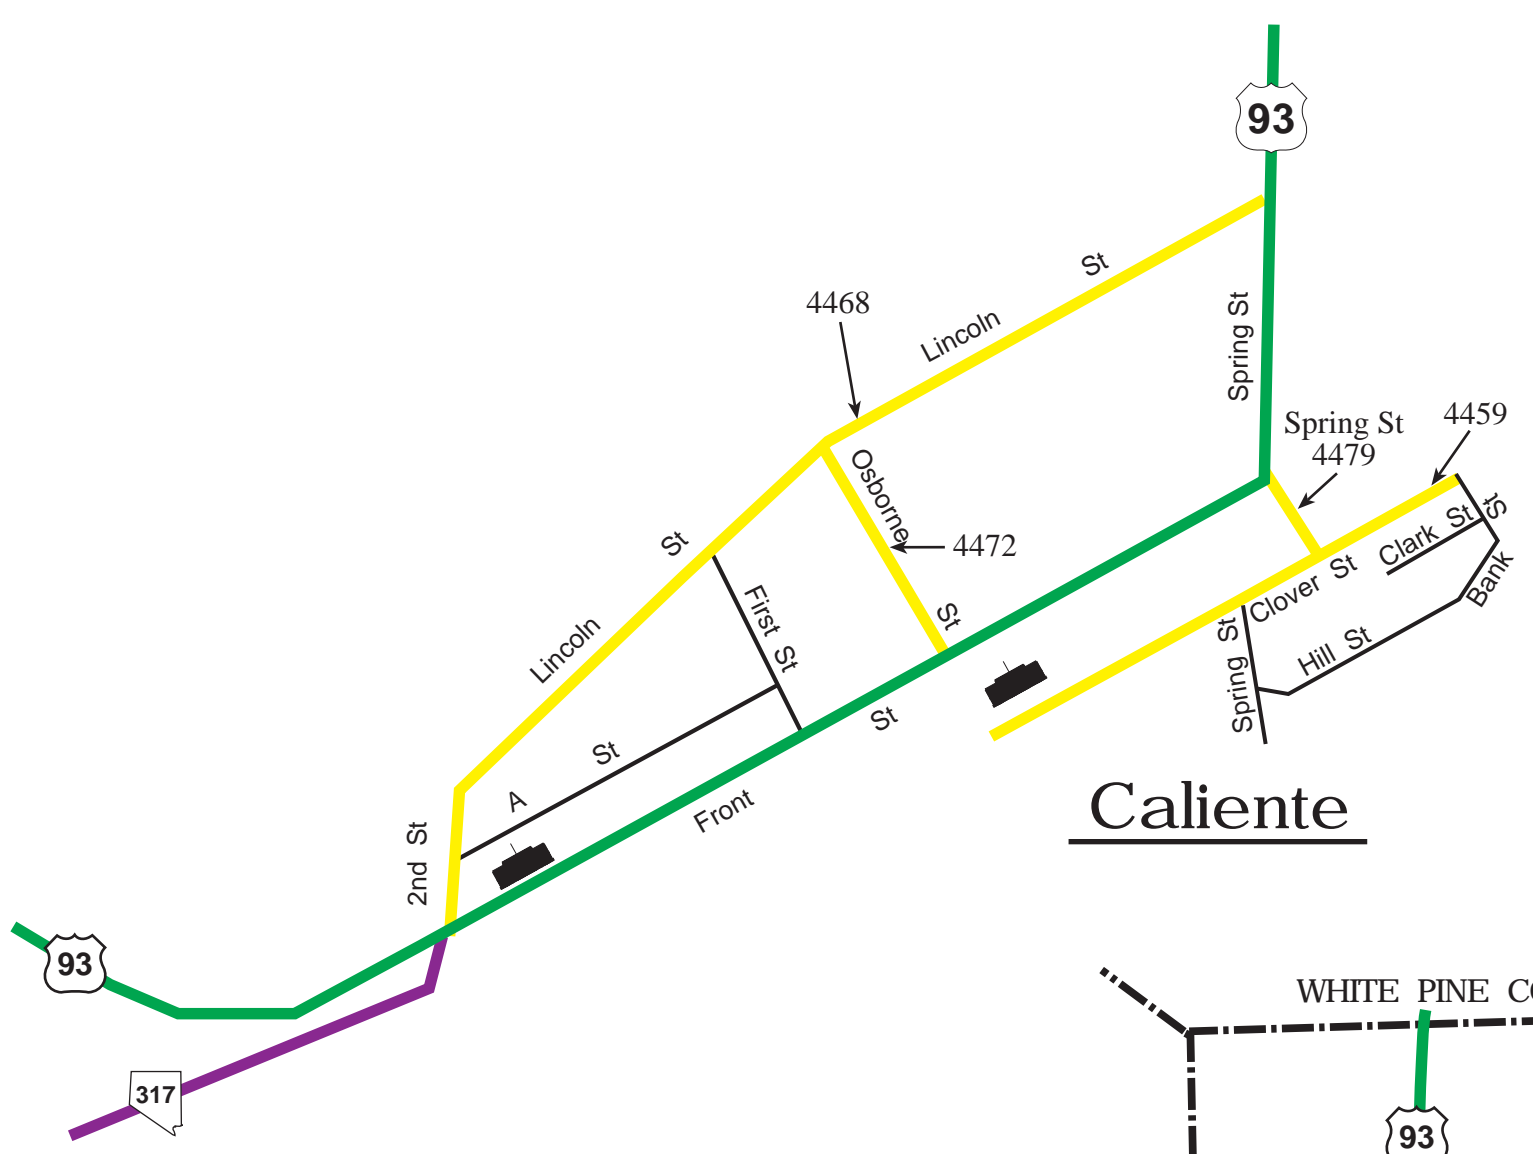 93
St
4468
Lincoln
Spring St
Spring St
4479
4459
Osborne
St
4472
St
Clark St
St
Clover St
Bank
First St
Lincoln
St
Spring St
Hill St
St
St
A
Front
Caliente
2nd St
93
WHITE PINE CO
317
93